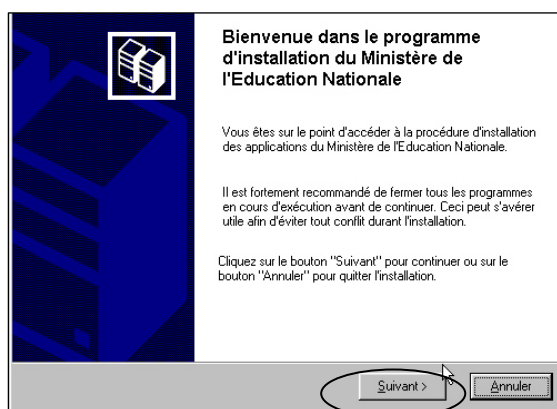 Bienvenue dans le programme
d'installation du Ministère de
l'Education Nationale
Vous êtes sur le point d'accéder à la procédure d'installation
des applications du Ministère de l'Education Nationale.
Il est fortement recommandé de fermer tous les programmes
en cours d'exécution avant de continuer. Ceci peut s'avérer
utile afin d'éviter tout conflit durant l'installation.
Cliquez sur le bouton "Suivant" pour continuer ou sur le
bouton "Annuler" pour quitter l'installation.
Suivant >
Annuler